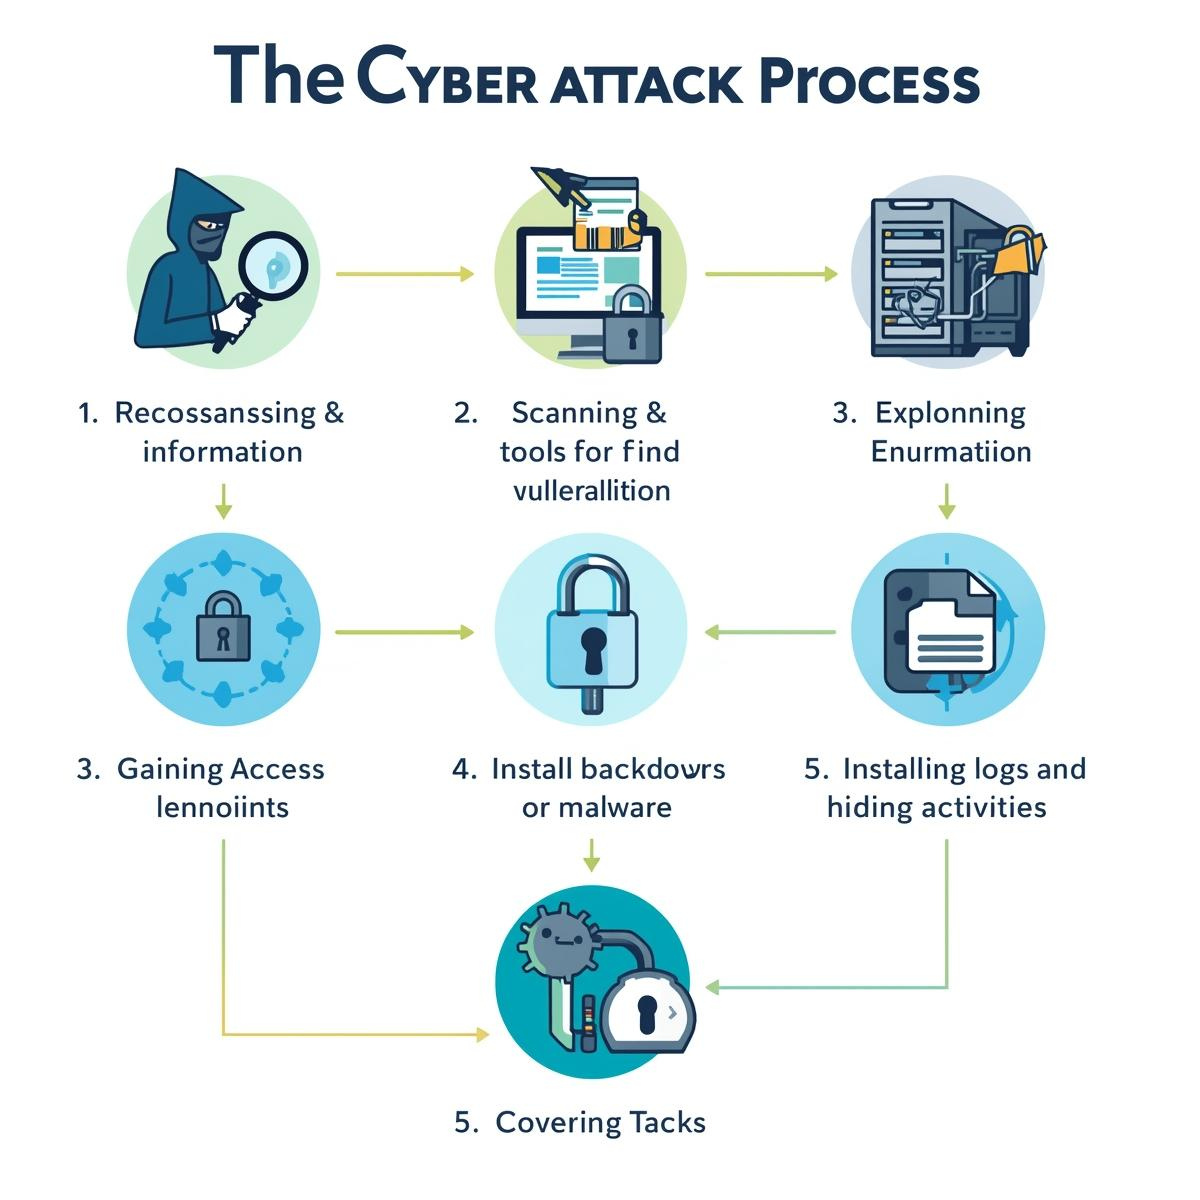 The Cyber attack Process
1. Recossanssing &
information
2. Scanning &
tools for find
vullerallition
3. Explonning
Enurmatiion
3. Gaining Access
lennoiints
4. Install backdowrs
or malware
5. Installing logs and
hiding activities
5. Covering Tacks